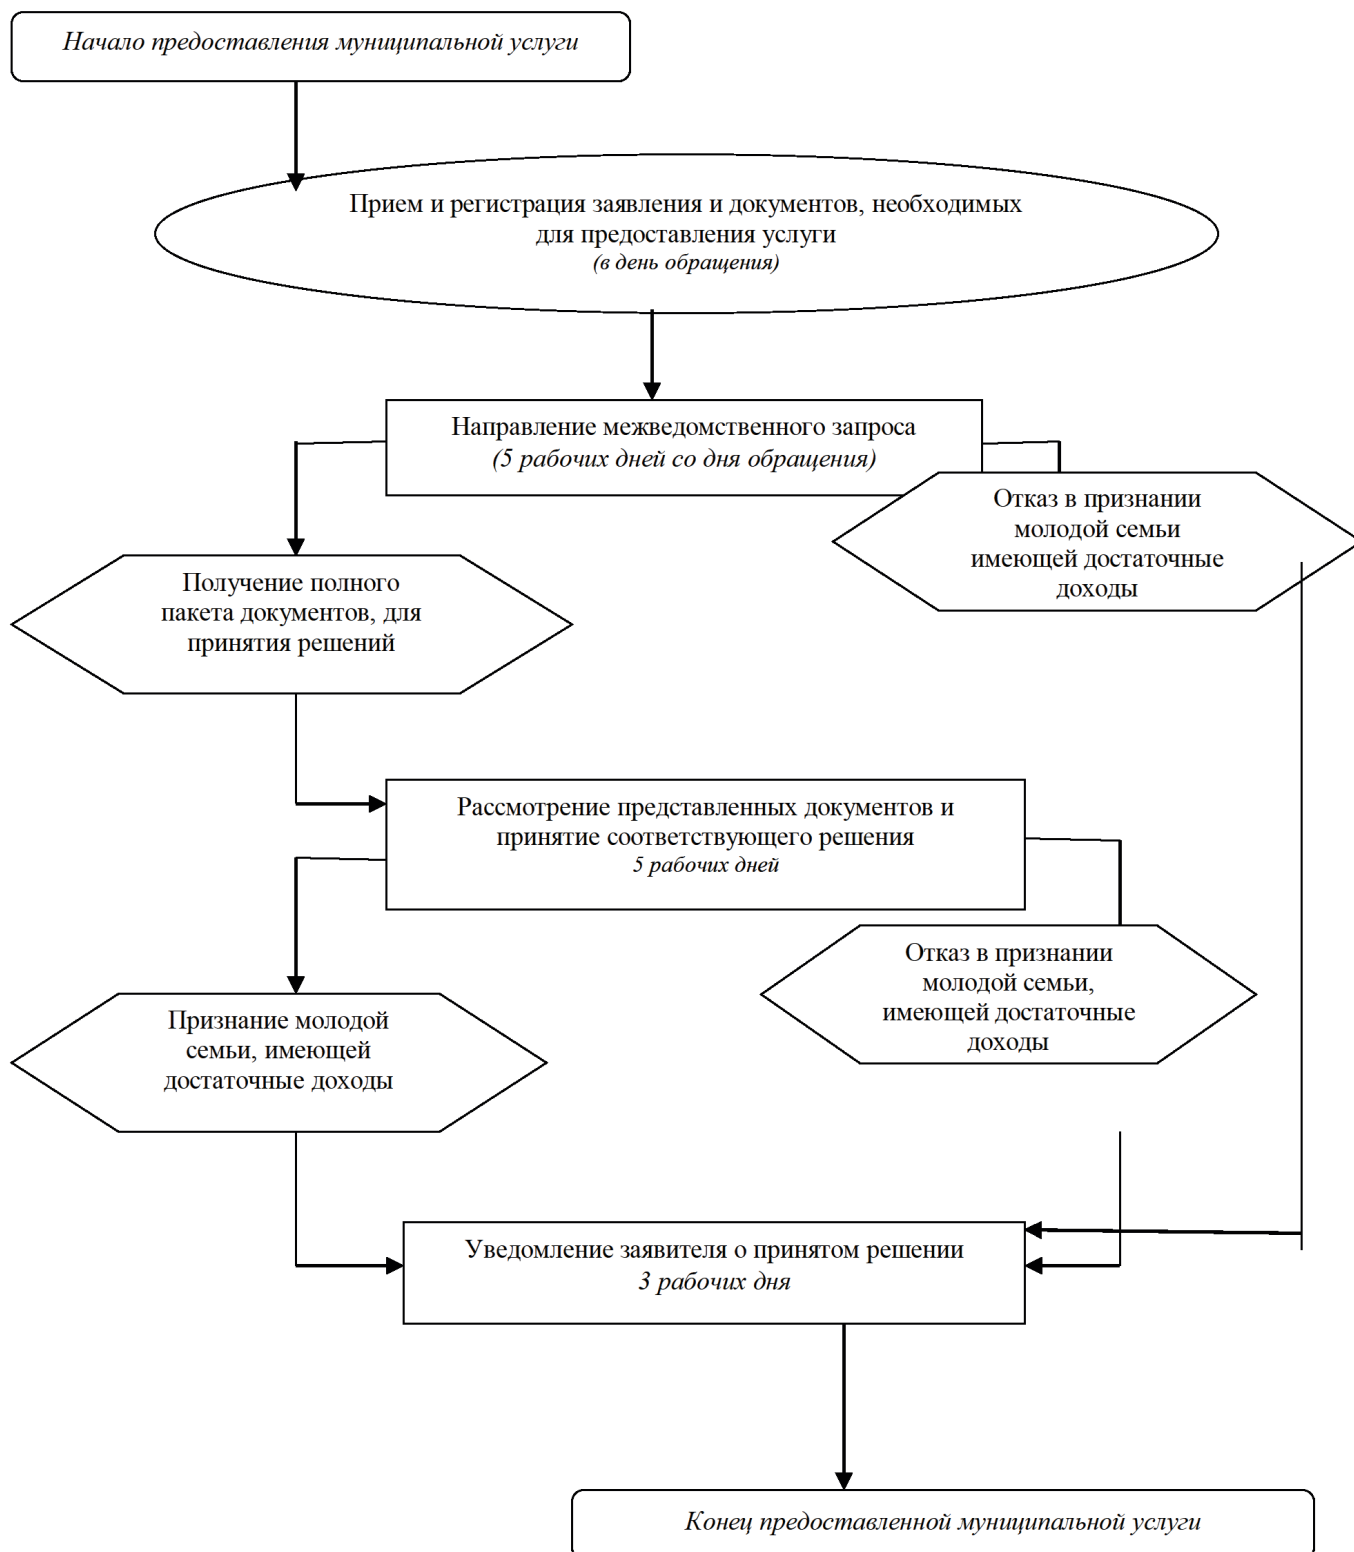 Начало предоставления муниципальной услуги
Прием и регистрация заявления и документов, необходимых
для предоставления услуги
(в день обращения)
Направление межведомственного запроса
(5 рабочих дней со дня обращения)
Отказ в признании
молодой семьи
имеющей достаточные
доходы
Получение полного
пакета документов, для
принятия решений
Рассмотрение представленных документов и
принятие соответствующего решения
5 рабочих дней
Отказ в признании
молодой семьи,
имеющей достаточные
доходы
Признание молодой
семьи, имеющей
достаточные доходы
Уведомление заявителя о принятом решении
3 рабочих дня
Конец предоставленной муниципальной услуги